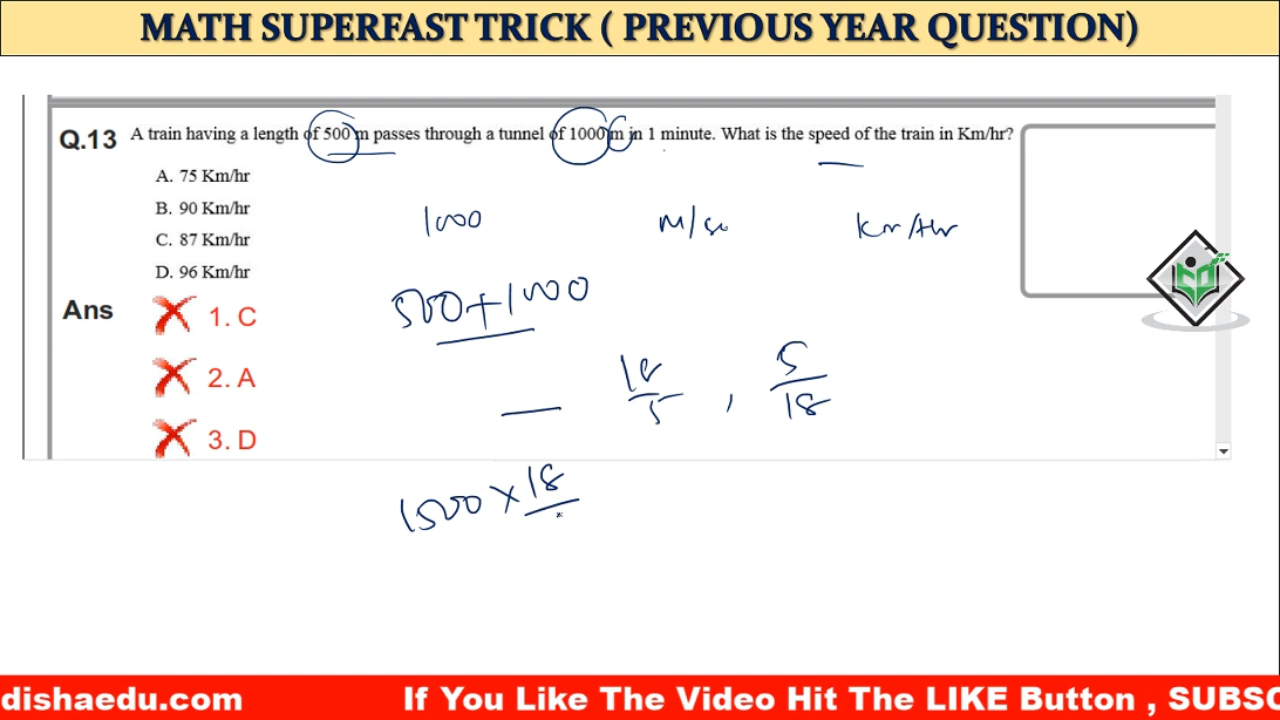 MATH SUPERFAST TRICK ( PREVIOUS YEAR QUESTION)
Q.13 A train having a length of 500 m passes through a tunnel of 1000 m in 1 minute. What is the speed of the train in Km/hr?
A. 75 Km/hr
B. 90 Km/hr
C. 87 Km/hr
D. 96 Km/hr
1000 m/se Km/Hr
500+1000
Ans
1. C
2. A
3. D
18/5 , 5/18
1500 × 18
dishaedu.com If You Like The Video Hit The LIKE Button , SUBSC